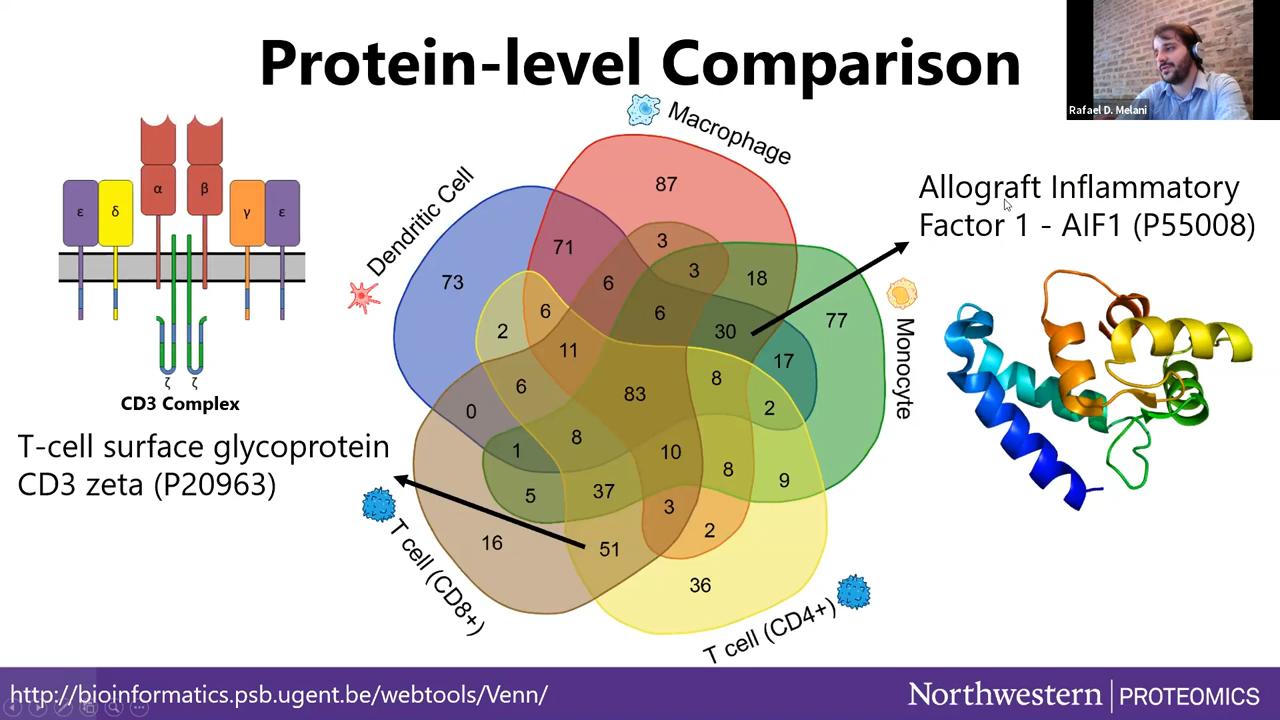 Protein-level Comparison
Rafael D. Melani
Macrophage
Dendritic Cell
Monocyte
T cell (CD4+)
T cell (CD8+)
ε
δ
α
β
γ
ε
ζ
ζ
CD3 Complex
T-cell surface glycoprotein
CD3 zeta (P20963)
Allograft Inflammatory
Factor 1 - AIF1 (P55008)
87
71
3
73
6
3
18
6
2
6
30
77
11
17
6
83
8
0
2
1
8
10
5
37
8
9
3
16
51
2
36
http://bioinformatics.psb.ugent.be/webtools/Venn/
Northwestern | PROTEOMICS